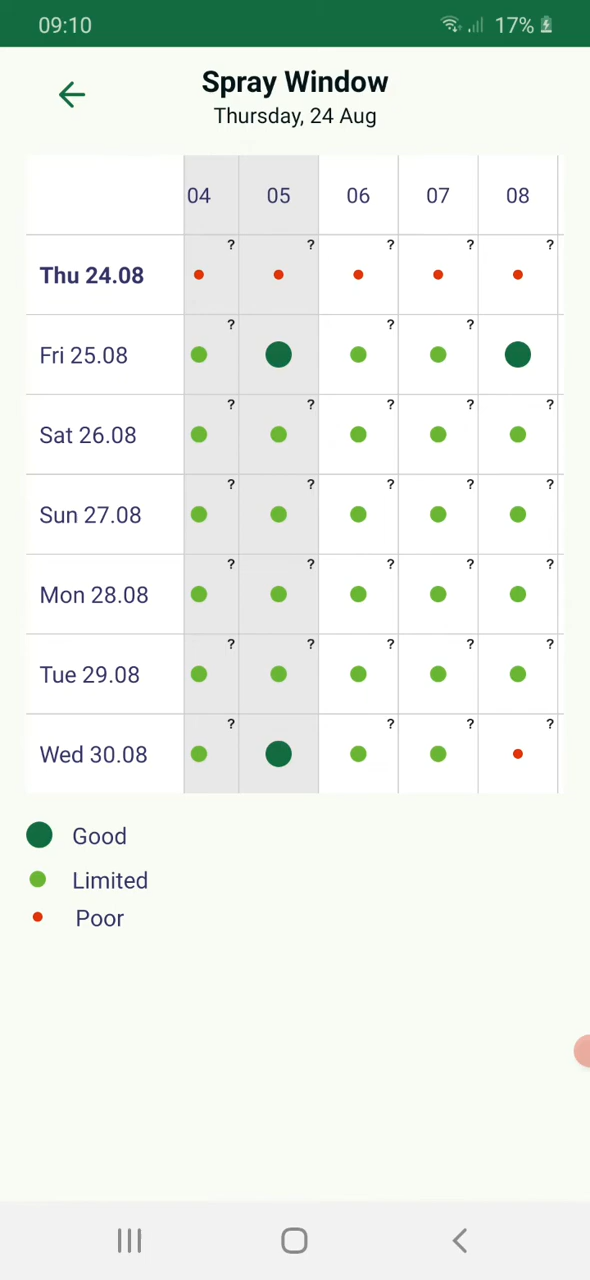 09:10 17%
Spray Window
Thursday, 24 Aug
04 05 06 07 08
Thu 24.08 ? ? ? ? ?
Fri 25.08 ? ? ?
Sat 26.08 ? ? ? ? ?
Sun 27.08 ? ? ? ? ?
Mon 28.08 ? ? ? ? ?
Tue 29.08 ? ? ? ? ?
Wed 30.08 ? ? ? ?
Good
Limited
Poor